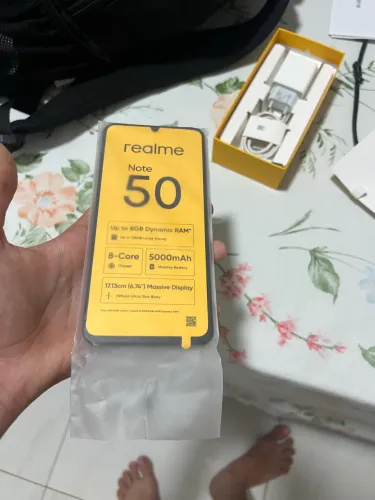 realme
Note
50
Up to 8GB Dynamic RAM*
8-Core
5000mAh
Massive Battery
17.13cm (6.74") Massive Display